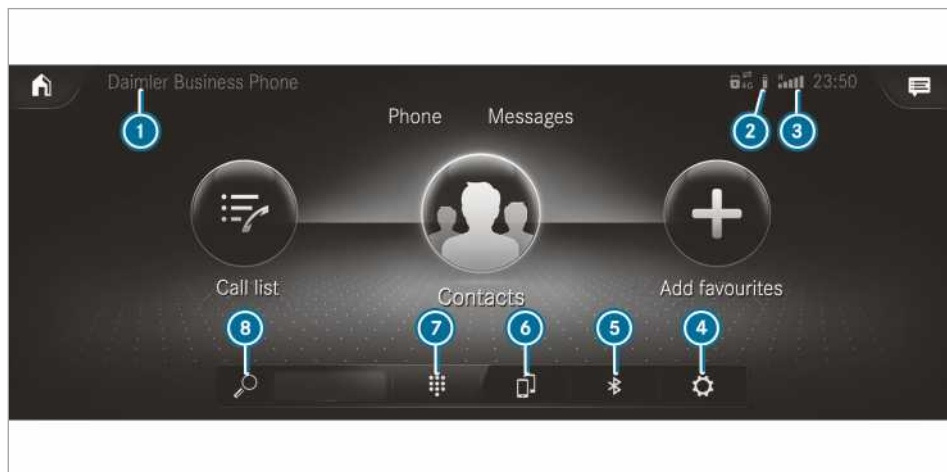 Daimler Business Phone 4G H 23:50
1 2 3
Phone Messages
Call list Contacts Add favourites
8 7 6 5 4